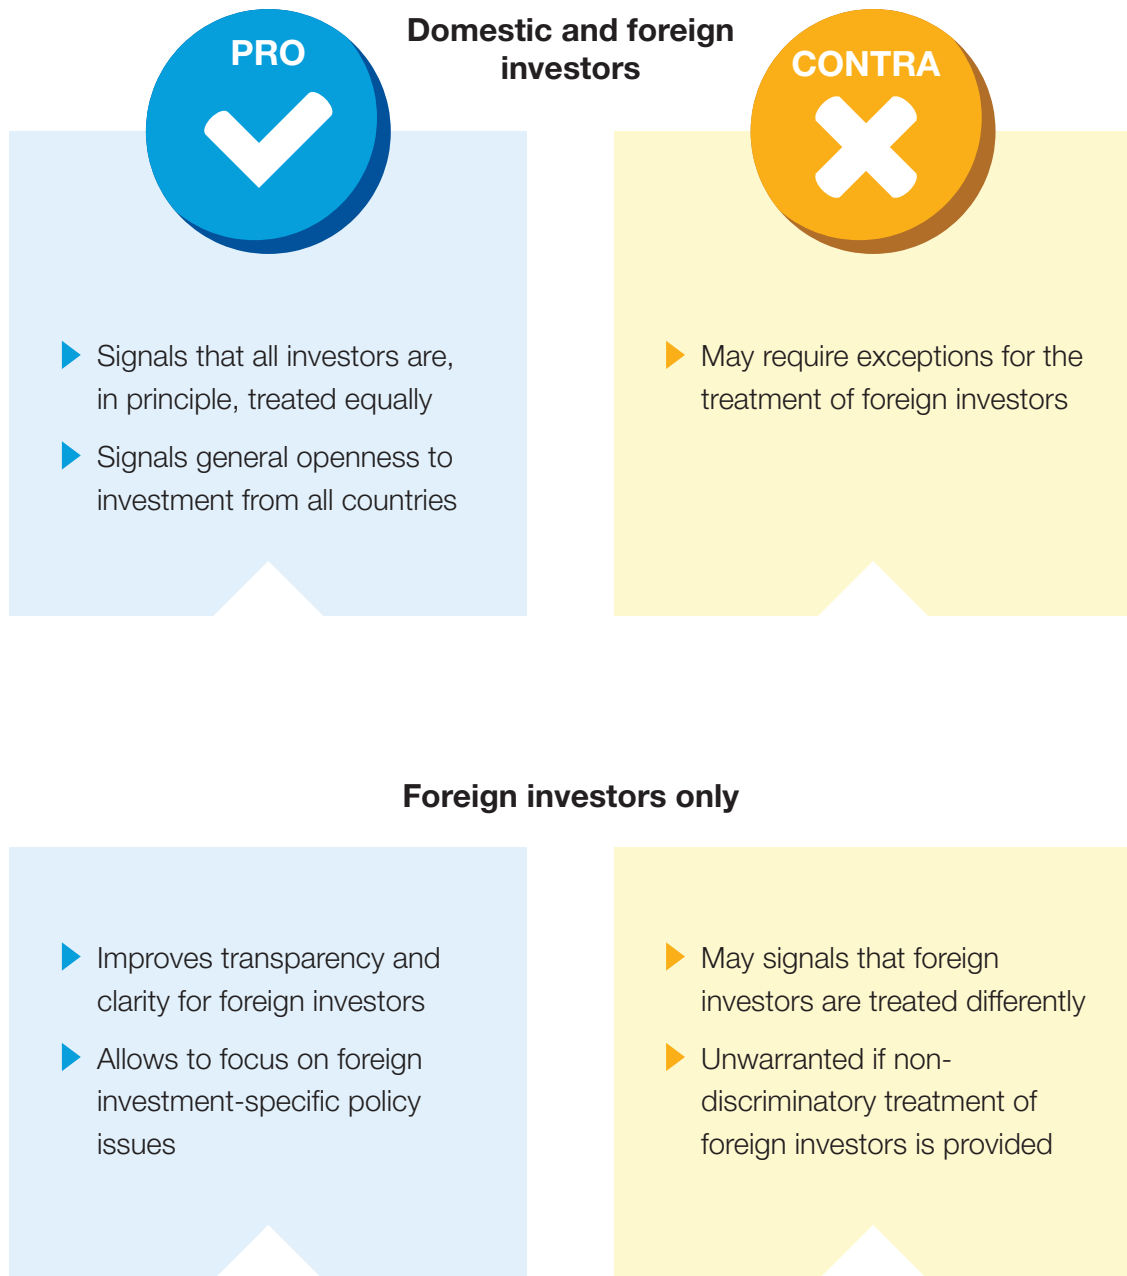 PRO
Domestic and foreign
investors
CONTRA
Signals that all investors are,
in principle, treated equally
Signals general openness to
investment from all countries
May require exceptions for the
treatment of foreign investors
Foreign investors only
Improves transparency and
clarity for foreign investors
Allows to focus on foreign
investment-specific policy
issues
May signals that foreign
investors are treated differently
Unwarranted if non-
discriminatory treatment of
foreign investors is provided